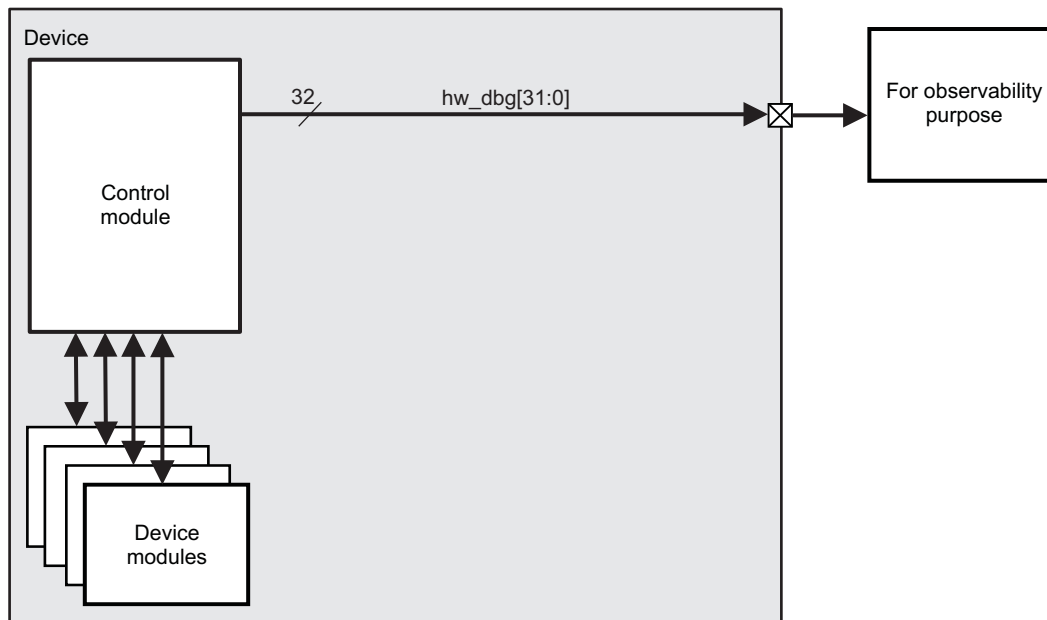 Device
32
hw_dbg[31:0]
For observability
purpose
Control
module
Device
modules